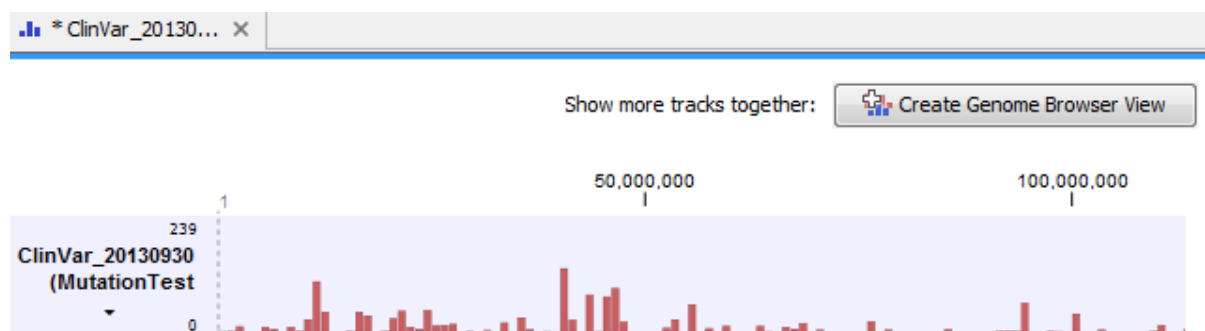 * ClinVar_20130...
Show more tracks together: Create Genome Browser View
50,000,000 100,000,000
1
239
ClinVar_20130930
(MutationTest
0